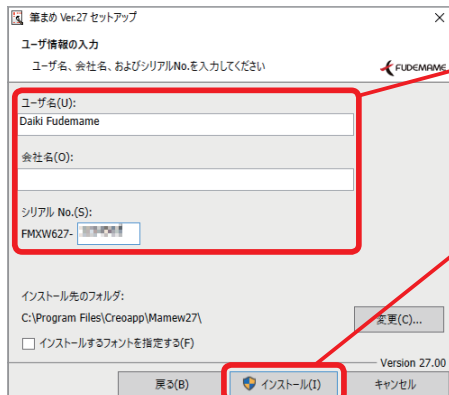 筆まめ Ver.27 セットアップ
ユーザ情報の入力
ユーザ名、会社名、およびシリアルNo.を入力してください
FUDEMAME
ユーザ名(U):
Daiki Fudemame
会社名(O):
シリアル No.(S):
FMXW627-
インストール先のフォルダ:
C:\Program Files\Creoapp\Mamew27\
変更(C)...
インストールするフォントを指定する(F)
Version 27.00
戻る(B)
インストール(I)
キャンセル